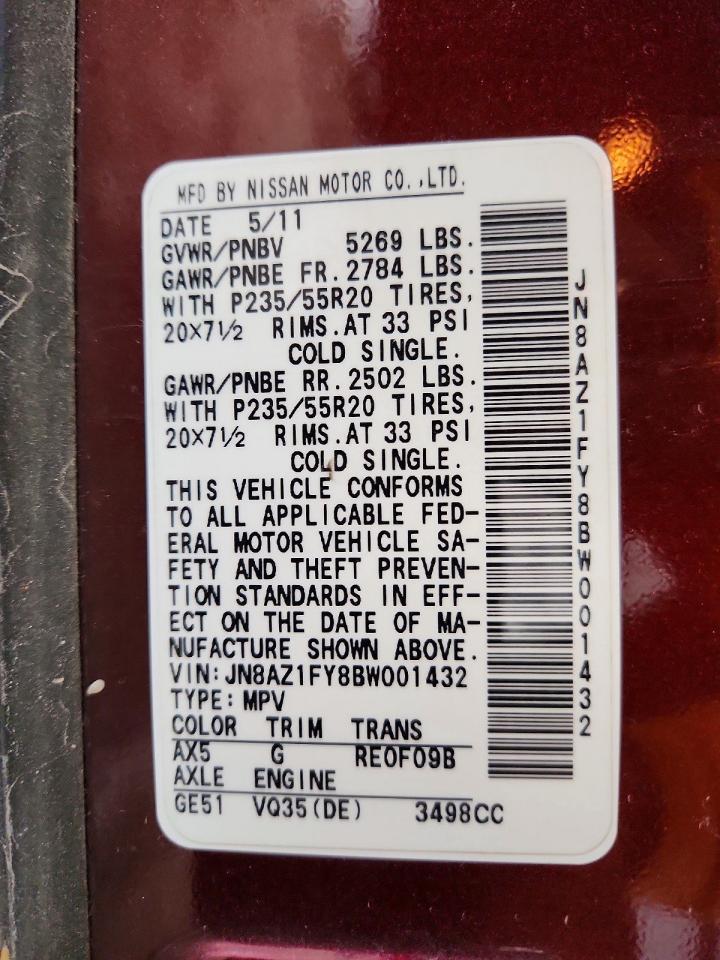 MFD BY NISSAN MOTOR CO.,LTD.
DATE 5/11
GVWR/PNBV 5269 LBS.
GAWR/PNBE FR. 2784 LBS.
WITH P235/55R20 TIRES,
20×7½ RIMS.AT 33 PSI
COLD SINGLE.
GAWR/PNBE RR. 2502 LBS.
WITH P235/55R20 TIRES,
20×7½ RIMS.AT 33 PSI
COLD SINGLE.
THIS VEHICLE CONFORMS
TO ALL APPLICABLE FED-
ERAL MOTOR VEHICLE SA-
FETY AND THEFT PREVEN-
TION STANDARDS IN EFF-
ECT ON THE DATE OF MA-
NUFACTURE SHOWN ABOVE.
VIN:JN8AZ1FY8BW001432
TYPE:MPV
COLOR TRIM TRANS
AX5 G RE0F09B
AXLE ENGINE
GE51 VQ35(DE) 3498CC
JN8AZ1FY8BW001432